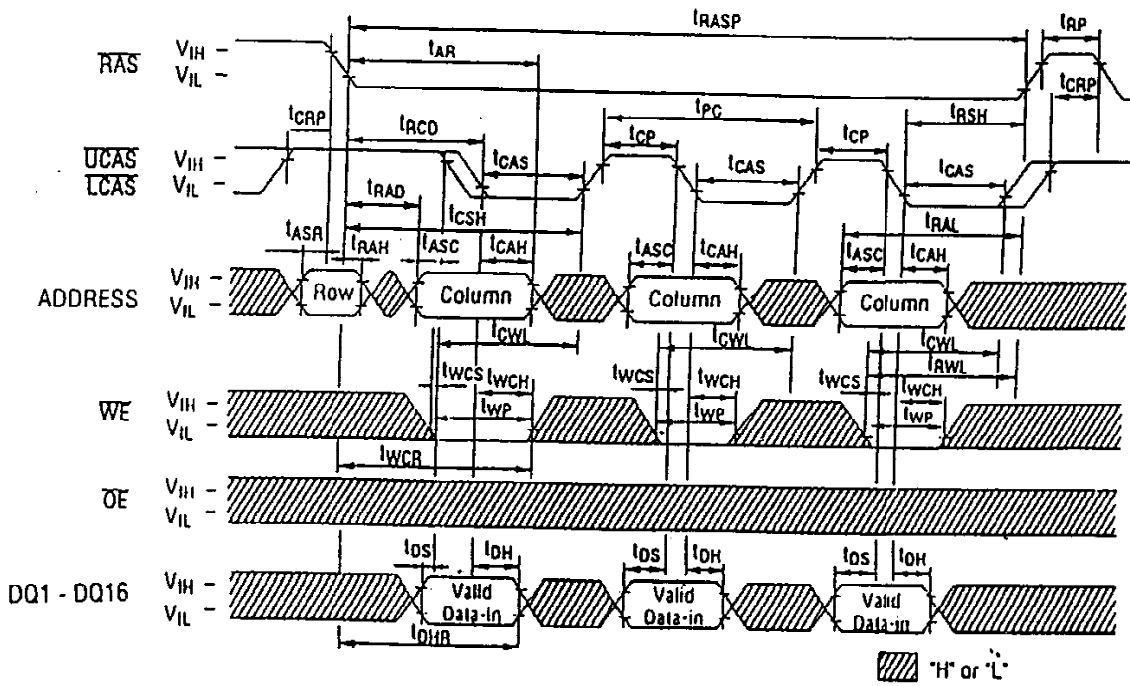 tRASP
tRP
VIH
tAR
RAS
VIL
tCRP
tCRP
tPC
tRCD
tRSH
tCP
tCP
UCAS
VIH
tCAS
LCAS
VIL
tCAS
tCAS
tRAD
tCSH
tRAL
tASR
tRAH
tASC
tCAH
tASC
tCAH
tASC
tCAH
VIH
ADDRESS
Row
Column
Column
Column
VIL
tCWL
tCWL
tCWL
tRWL
tWCS
tWCH
tWCS
tWCH
tWCS
tWCH
VIH
WE
tWP
tWP
tWP
VIL
tWCR
VIH
OE
VIL
tDS
tDH
tDS
tDH
tDS
tDH
VIH
DQ1 - DQ16
Valid Data-in
Valid Data-in
Valid Data-in
VIL
tDHR
"H" or "L"